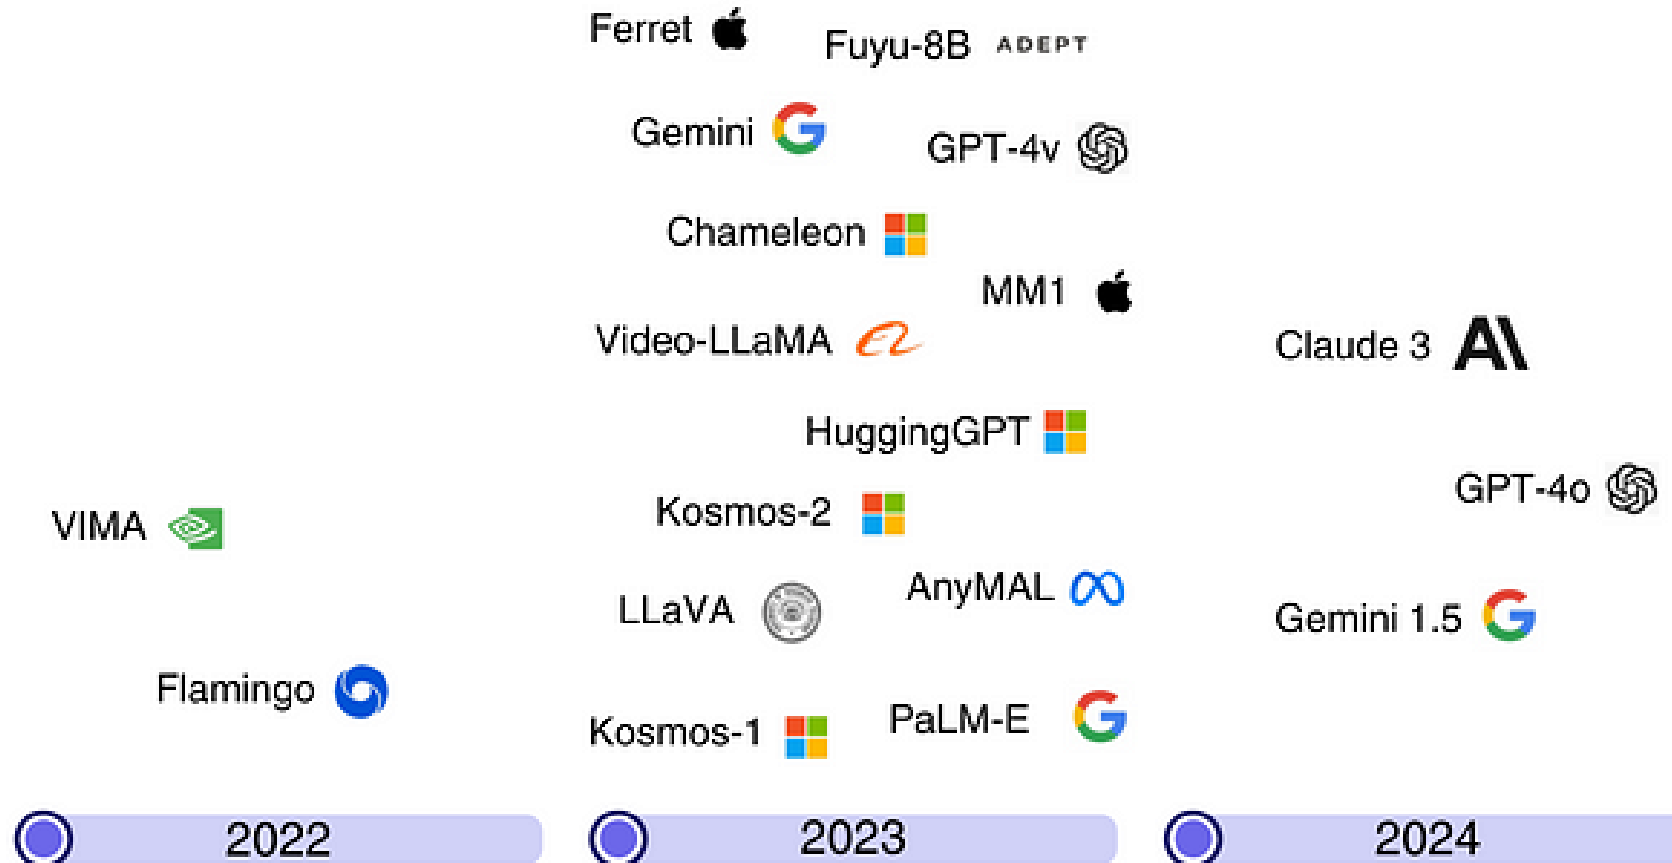 Ferret
Fuyu-8B ADEPT
Gemini
GPT-4v
Chameleon
MM1
Video-LLaMA
Claude 3
HuggingGPT
GPT-4o
Kosmos-2
VIMA
AnyMAL
LLaVA
Gemini 1.5
Flamingo
PaLM-E
Kosmos-1
2022
2023
2024